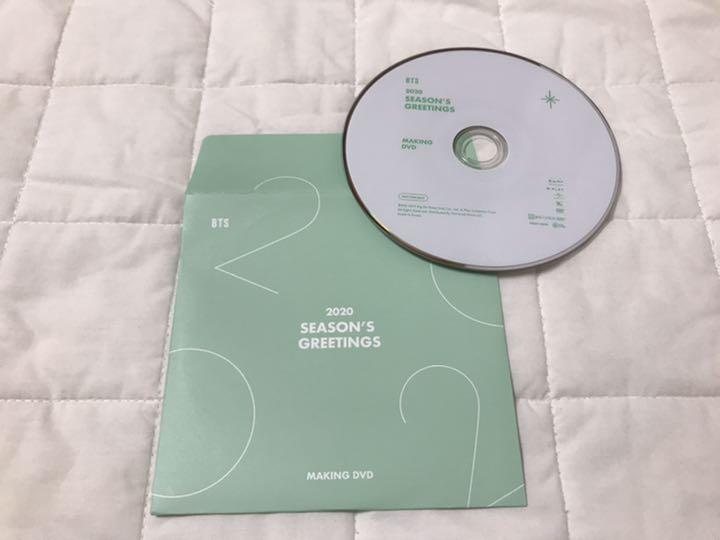 BTS
2020
SEASON'S
GREETINGS
MAKING DVD
BTS
2020
SEASON'S
GREETINGS
MAKING
DVD